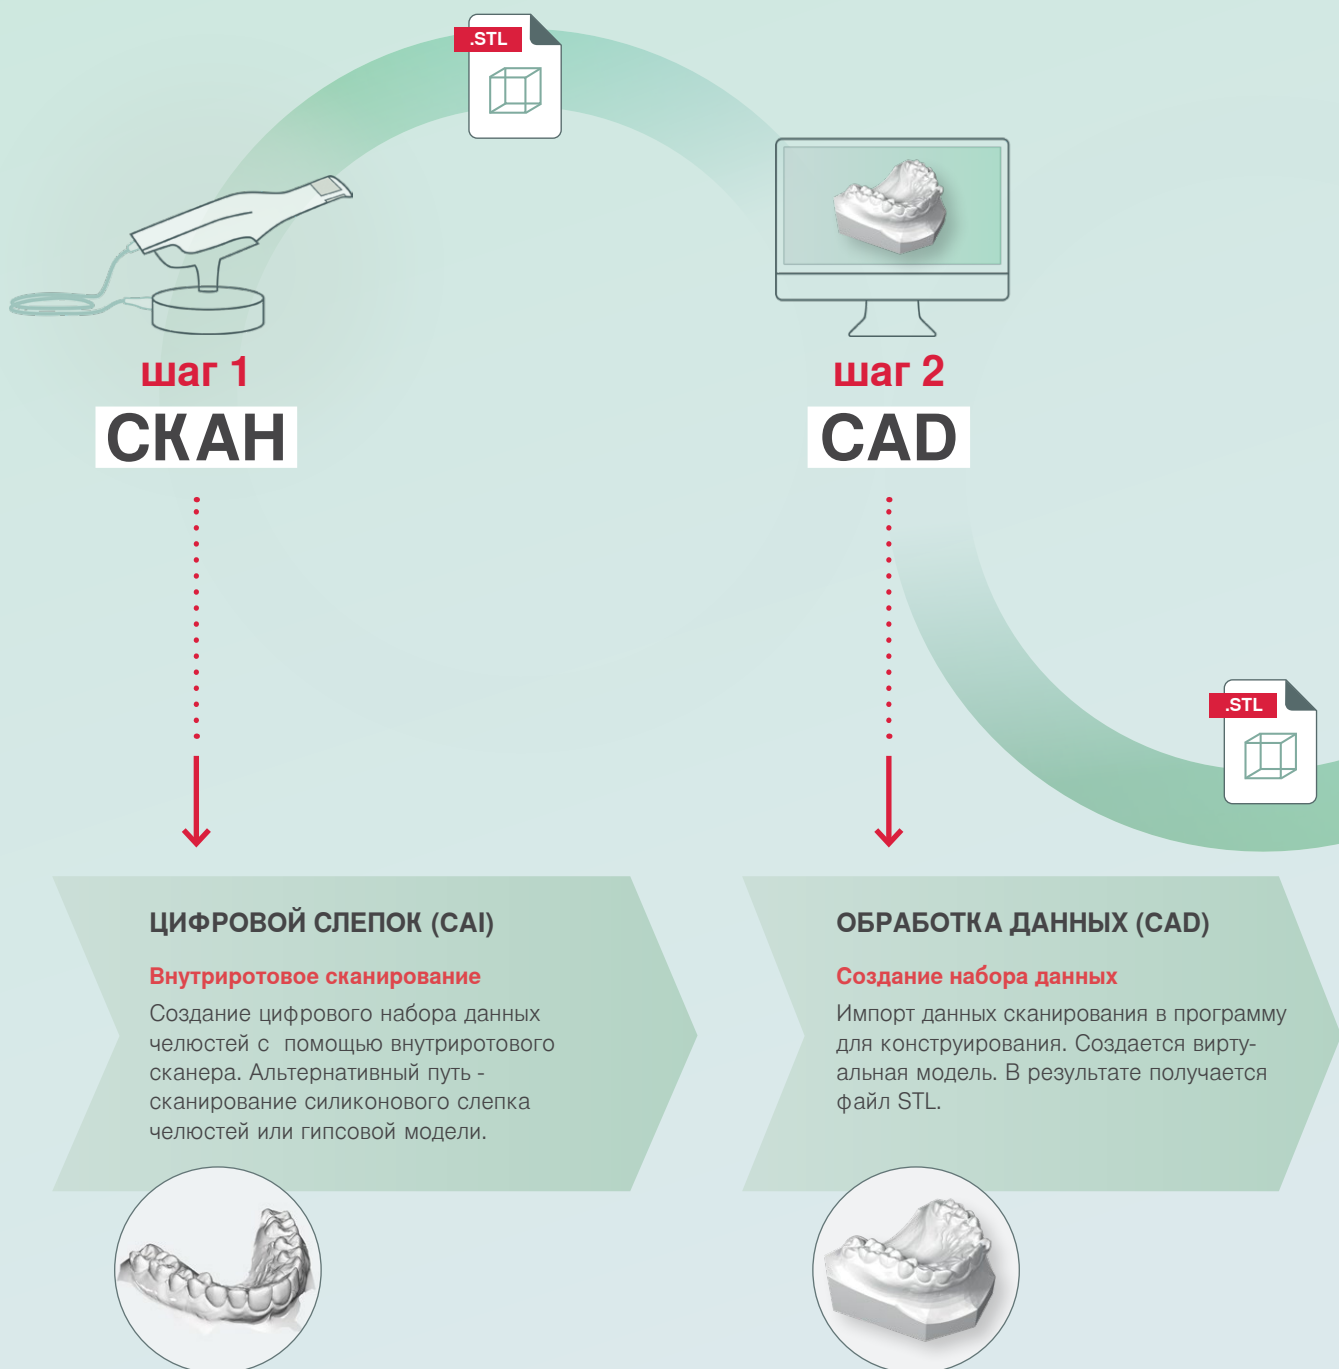 .STL
шаг 1
СКАН
шаг 2
CAD
.STL
ЦИФРОВОЙ СЛЕПОК (CAI)
Внутриротовое сканирование
Создание цифрового набора данных
челюстей с помощью внутриротового
сканера. Альтернативный путь -
сканирование силиконового слепка
челюстей или гипсовой модели.
ОБРАБОТКА ДАННЫХ (CAD)
Создание набора данных
Импорт данных сканирования в программу
для конструирования. Создается вирту-
альная модель. В результате получается
файл STL.